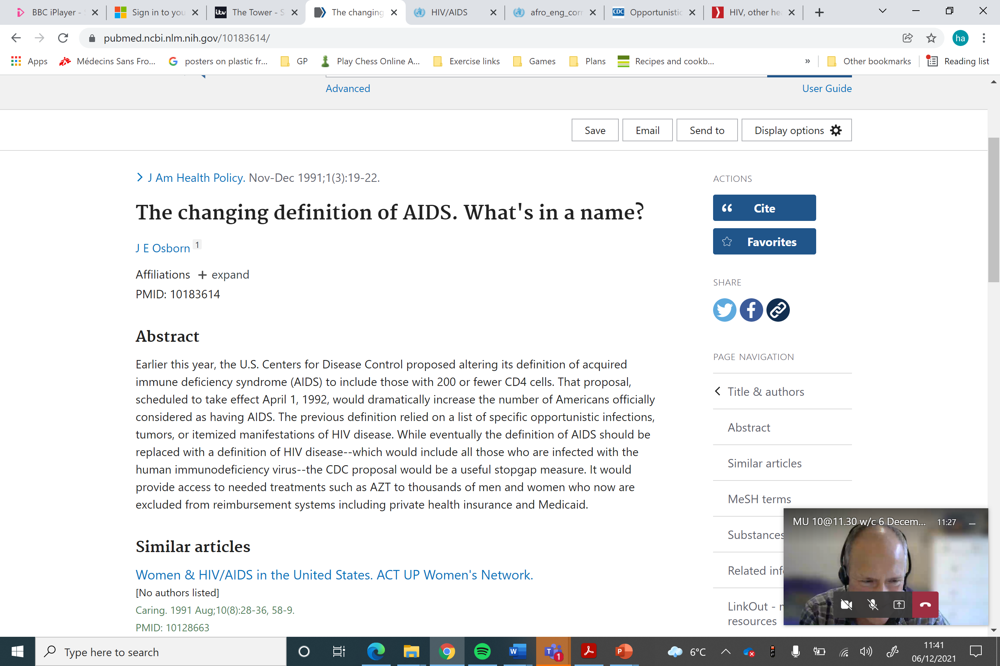 BBC iPlayer - S
Sign in to you
The Tower - S
The changing
HIV/AIDS
afro_eng_corr
Opportunistic
HIV, other hea
pubmed.ncbi.nlm.nih.gov/10183614/
ha
Apps
Médecins Sans Fro...
posters on plastic fr...
GP
Play Chess Online A...
Exercise links
Games
Plans
Recipes and cookb...
»
Other bookmarks
Reading list
Advanced
User Guide
Save
Email
Send to
Display options
J Am Health Policy. Nov-Dec 1991;1(3):19-22.
The changing definition of AIDS. What's in a name?
J E Osborn 1
Affiliations + expand
PMID: 10183614
Abstract
Earlier this year, the U.S. Centers for Disease Control proposed altering its definition of acquired
immune deficiency syndrome (AIDS) to include those with 200 or fewer CD4 cells. That proposal,
scheduled to take effect April 1, 1992, would dramatically increase the number of Americans officially
considered as having AIDS. The previous definition relied on a list of specific opportunistic infections,
tumors, or itemized manifestations of HIV disease. While eventually the definition of AIDS should be
replaced with a definition of HIV disease--which would include all those who are infected with the
human immunodeficiency virus--the CDC proposal would be a useful stopgap measure. It would
provide access to needed treatments such as AZT to thousands of men and women who now are
excluded from reimbursement systems including private health insurance and Medicaid.
Similar articles
Women & HIV/AIDS in the United States. ACT UP Women's Network.
[No authors listed]
Caring. 1991 Aug;10(8):28-36, 58-9.
PMID: 10128663
ACTIONS
Cite
Favorites
SHARE
PAGE NAVIGATION
Title & authors
Abstract
Similar articles
MeSH terms
Substances
Related inf
LinkOut - m
resources
MU 10@11.30 w/c 6 Decem... 11:27
Type here to search
6°C
11:41
06/12/2021